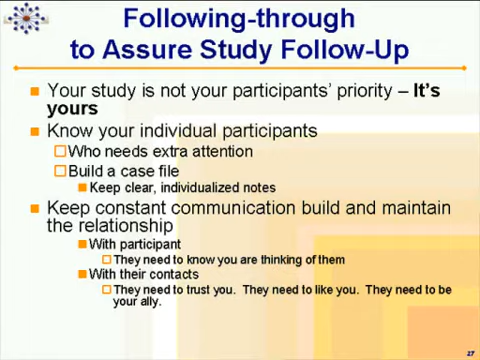 Following-through
to Assure Study Follow-Up
Your study is not your participants' priority – It's
yours
Know your individual participants
Who needs extra attention
Build a case file
Keep clear, individualized notes
Keep constant communication build and maintain
the relationship
With participant
They need to know you are thinking of them
With their contacts
They need to trust you. They need to like you. They need to be
your ally.
27